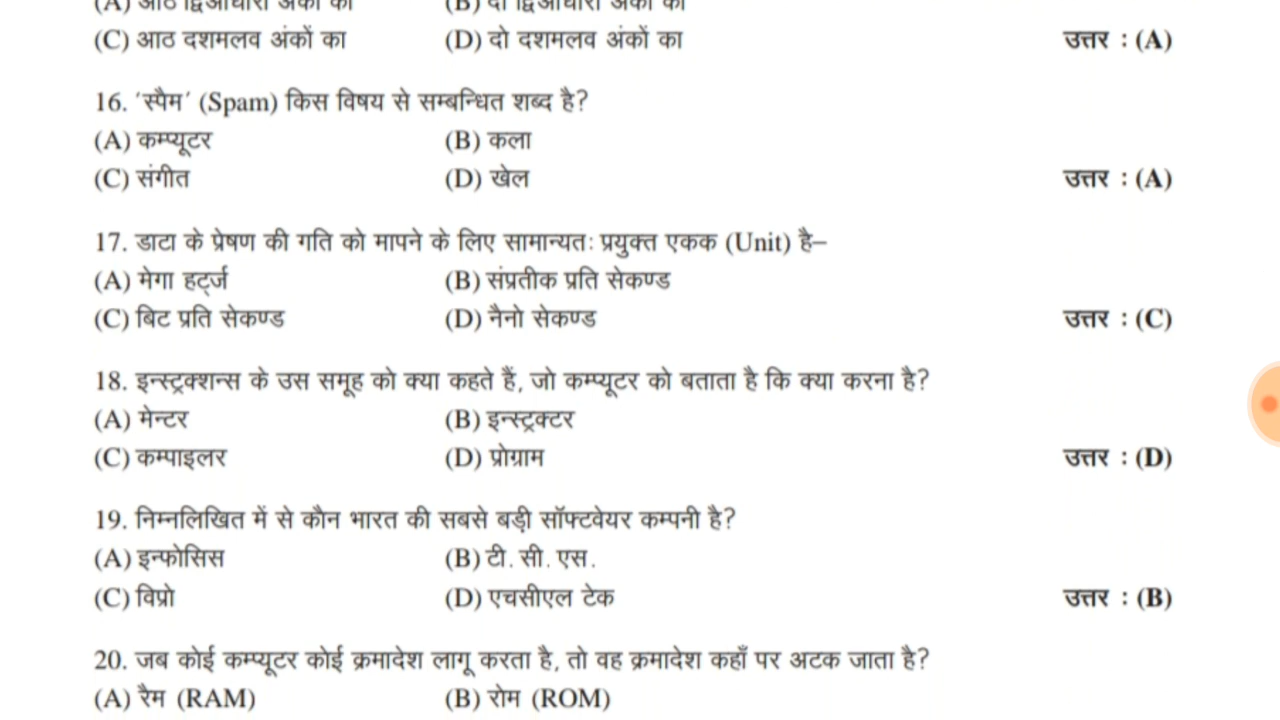 (A) आठ द्विआधारी अंकों का (B) दो द्विआधारी अंकों का
(C) आठ दशमलव अंकों का (D) दो दशमलव अंकों का उत्तर : (A)
16. ′स्पैम′ (Spam) किस विषय से सम्बन्धित शब्द है?
(A) कम्प्यूटर (B) कला
(C) संगीत (D) खेल उत्तर : (A)
17. डाटा के प्रेषण की गति को मापने के लिए सामान्यतः प्रयुक्त एकक (Unit) है–
(A) मेगा हर्ट्ज (B) संप्रतीक प्रति सेकण्ड
(C) बिट प्रति सेकण्ड (D) नैनो सेकण्ड उत्तर : (C)
18. इन्स्ट्रक्शन्स के उस समूह को क्या कहते हैं, जो कम्प्यूटर को बताता है कि क्या करना है?
(A) मेन्टर (B) इन्स्ट्रक्टर
(C) कम्पाइलर (D) प्रोग्राम उत्तर : (D)
19. निम्नलिखित में से कौन भारत की सबसे बड़ी सॉफ्टवेयर कम्पनी है?
(A) इन्फोसिस (B) टी. सी. एस.
(C) विप्रो (D) एचसीएल टेक उत्तर : (B)
20. जब कोई कम्प्यूटर कोई क्रमादेश लागू करता है, तो वह क्रमादेश कहाँ पर अटक जाता है?
(A) रैम (RAM) (B) रोम (ROM)